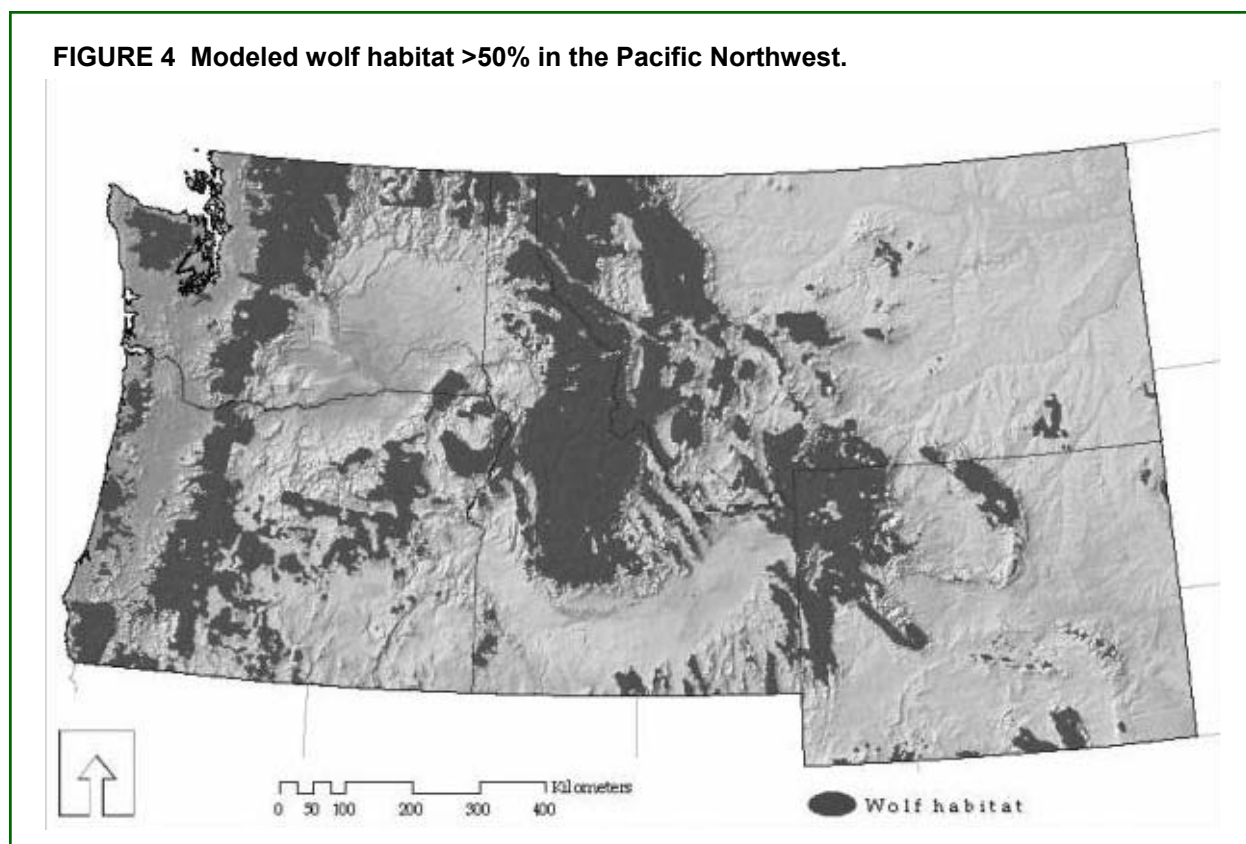 FIGURE 4 Modeled wolf habitat >50% in the Pacific Northwest.
Kilometers
0 50 100 200 300 400
Wolf habitat